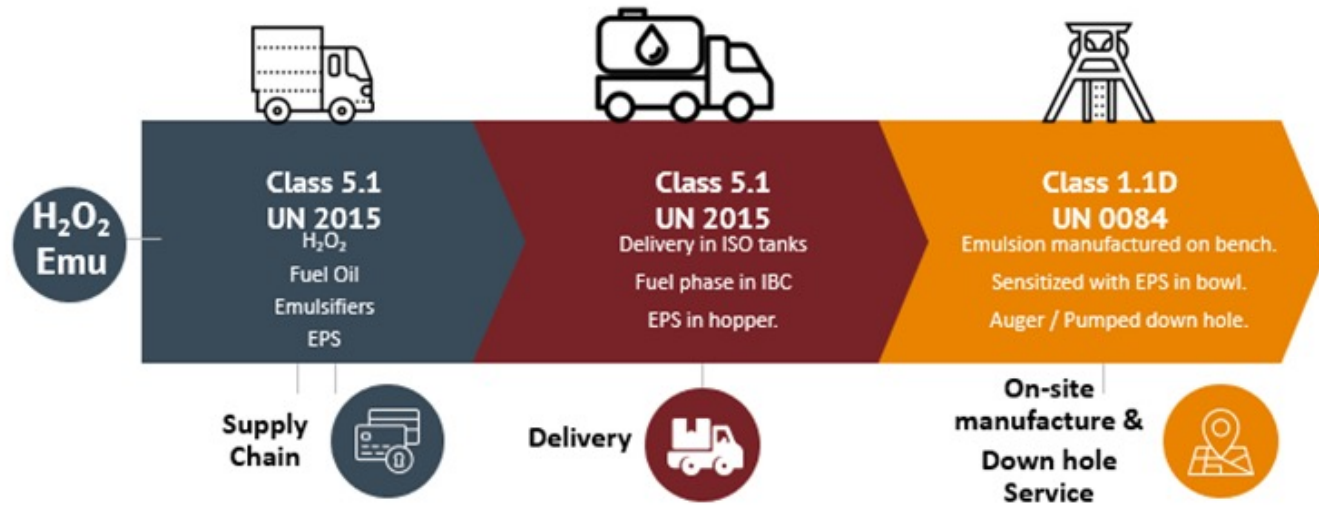 H₂O₂
Emu
Class 5.1
UN 2015
H₂O₂
Fuel Oil
Emulsifiers
EPS
Supply
Chain
Class 5.1
UN 2015
Delivery in ISO tanks
Fuel phase in IBC
EPS in hopper.
Delivery
Class 1.1D
UN 0084
Emulsion manufactured on bench.
Sensitized with EPS in bowl.
Auger / Pumped down hole.
On-site
manufacture &
Down hole
Service